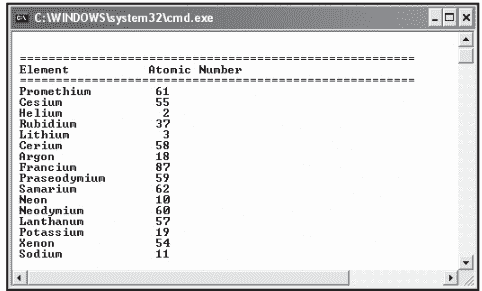 C:\WINDOWS\system32\cmd.exe
=======================================================
Element Atomic Number
=======================================================
Promethium 61
Cesium 55
Helium 2
Rubidium 37
Lithium 3
Cerium 58
Argon 18
Francium 87
Praseodymium 59
Samarium 62
Neon 10
Neodymium 60
Lanthanum 57
Potassium 19
Xenon 54
Sodium 11